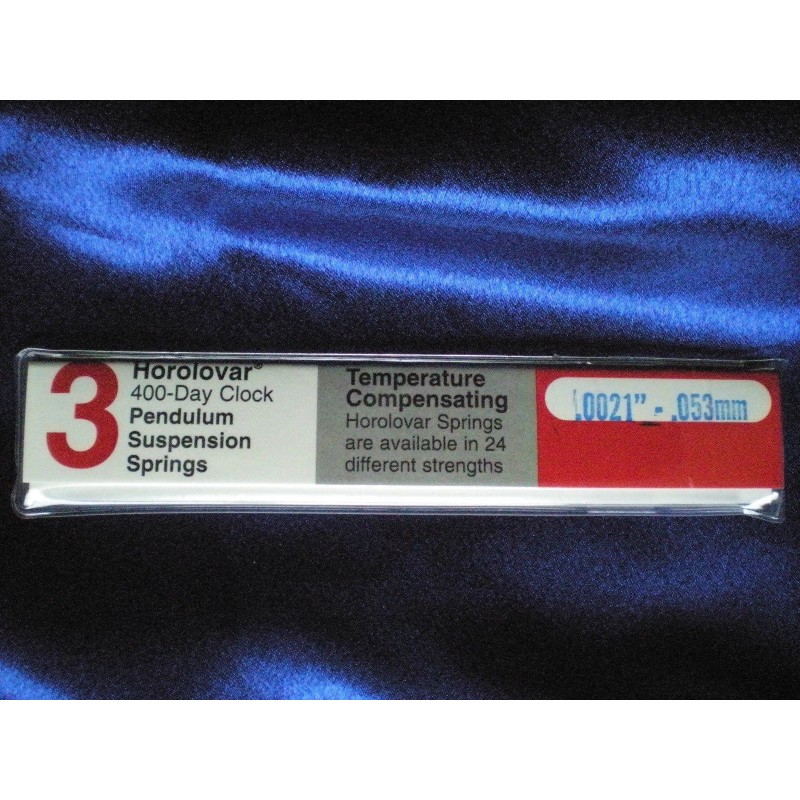 3
Horolovar®
400-Day Clock
Pendulum
Suspension
Springs
Temperature
Compensating
Horolovar Springs
are available in 24
different strengths
.0021" - .053mm